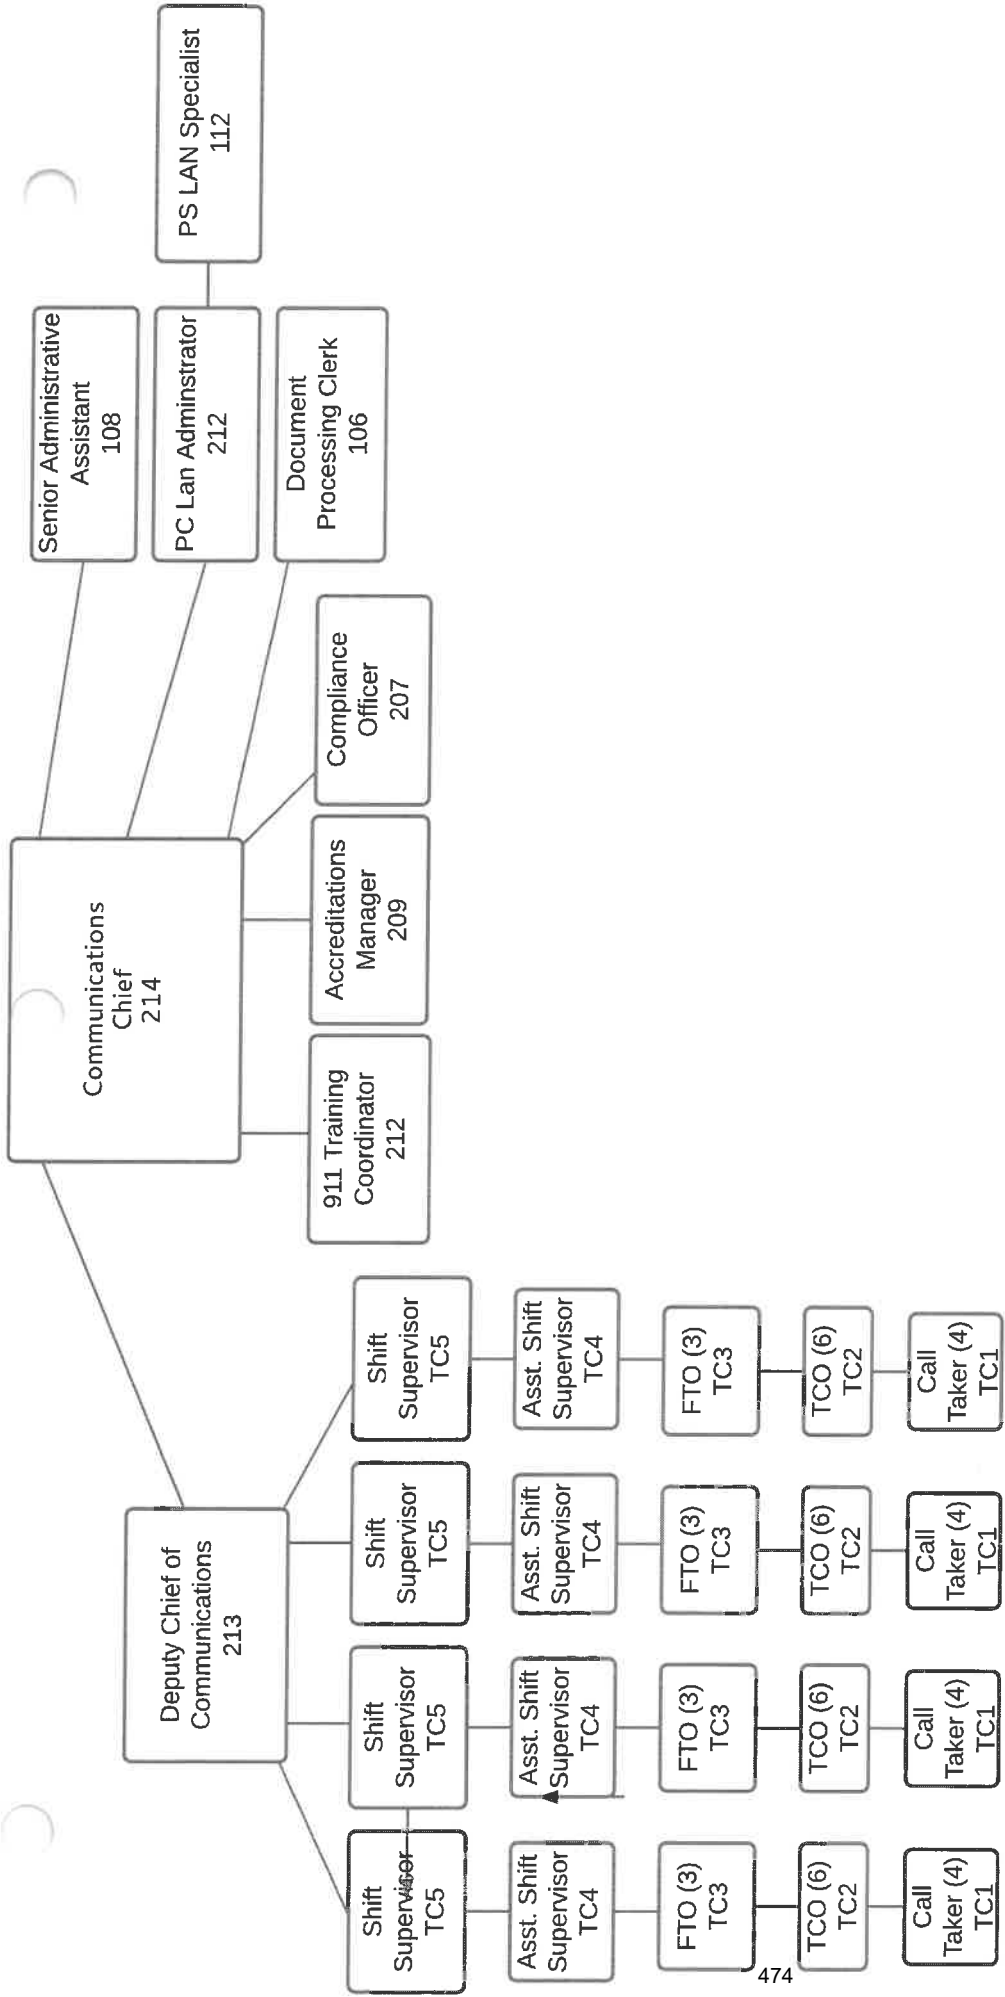 Communications
Chief
214
Senior Administrative
Assistant
108
PC Lan Adminstrator
212
PS LAN Specialist
112
Document
Processing Clerk
106
911 Training
Coordinator
212
Accreditations
Manager
209
Compliance
Officer
207
Deputy Chief of
Communications
213
Shift
Supervisor
TC5
Shift
Supervisor
TC5
Shift
Supervisor
TC5
Shift
Supervisor
TC5
Asst. Shift
Supervisor
TC4
Asst. Shift
Supervisor
TC4
Asst. Shift
Supervisor
TC4
Asst. Shift
Supervisor
TC4
FTO (3)
TC3
FTO (3)
TC3
FTO (3)
TC3
FTO (3)
TC3
TCO (6)
TC2
TCO (6)
TC2
TCO (6)
TC2
TCO (6)
TC2
Call
Taker (4)
TC1
Call
Taker (4)
TC1
Call
Taker (4)
TC1
Call
Taker (4)
TC1
474